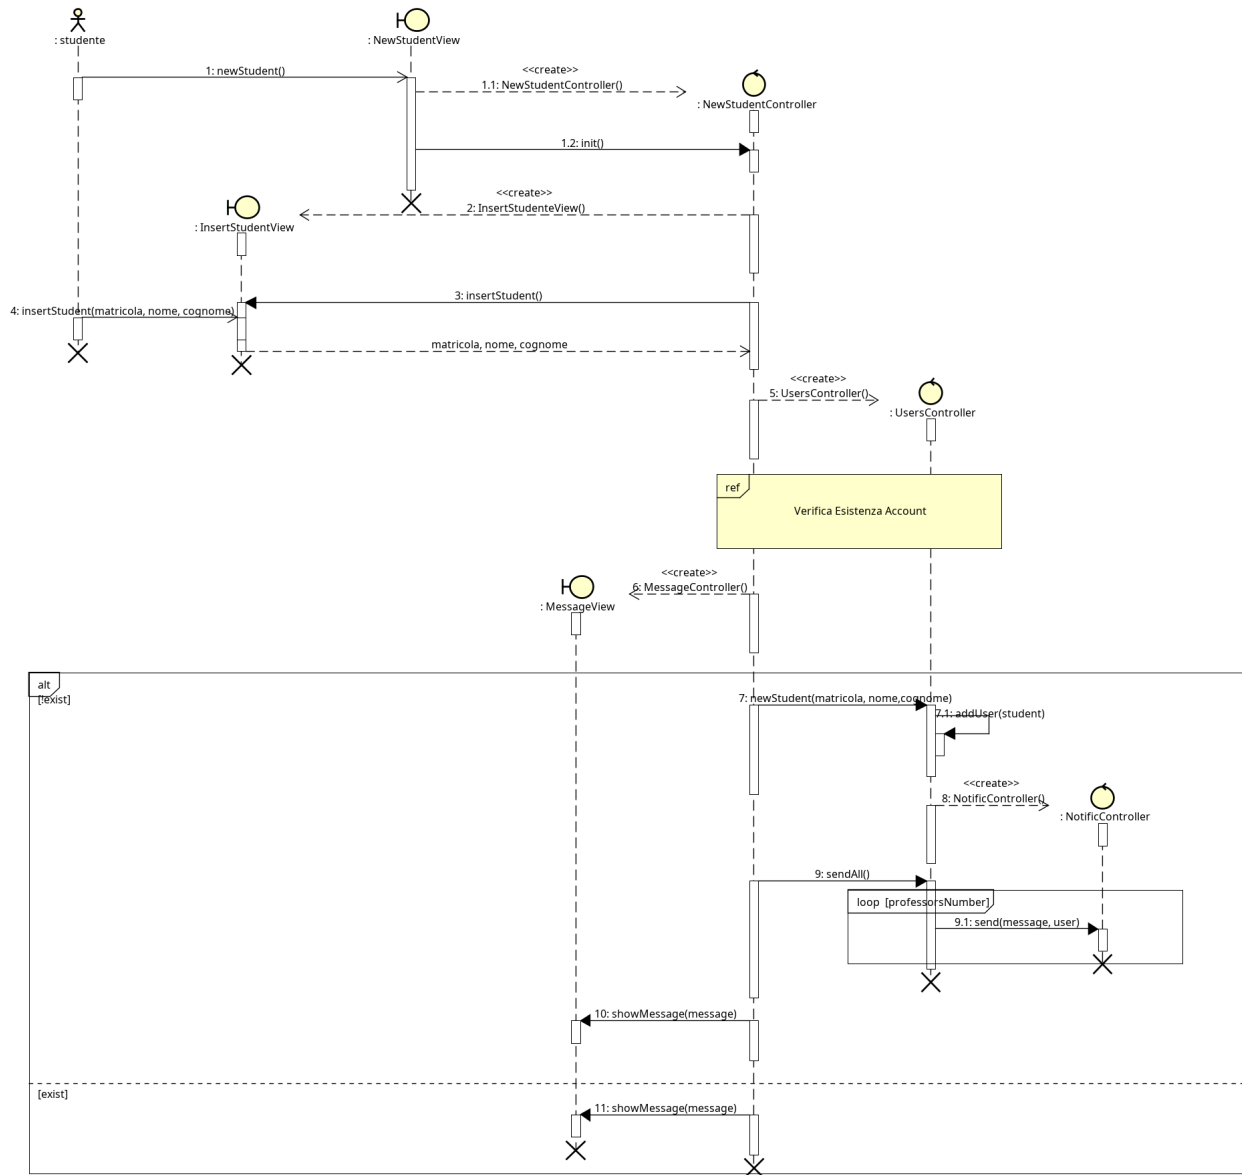 : studente
: NewStudentView
1: newStudent()
<<create>>
1.1: NewStudentController()
: NewStudentController
1.2: init()
<<create>>
2: InsertStudenteView()
: InsertStudentView
3: insertStudent()
4: insertStudent(matricola, nome, cognome)
matricola, nome, cognome
<<create>>
5: UsersController()
: UsersController
ref
Verifica Esistenza Account
<<create>>
6: MessageController()
: MessageView
alt
[!exist]
7: newStudent(matricola, nome,cognome)
7.1: addUser(student)
<<create>>
8: NotificController()
: NotificController
9: sendAll()
loop [professorsNumber]
9.1: send(message, user)
10: showMessage(message)
[exist]
11: showMessage(message)